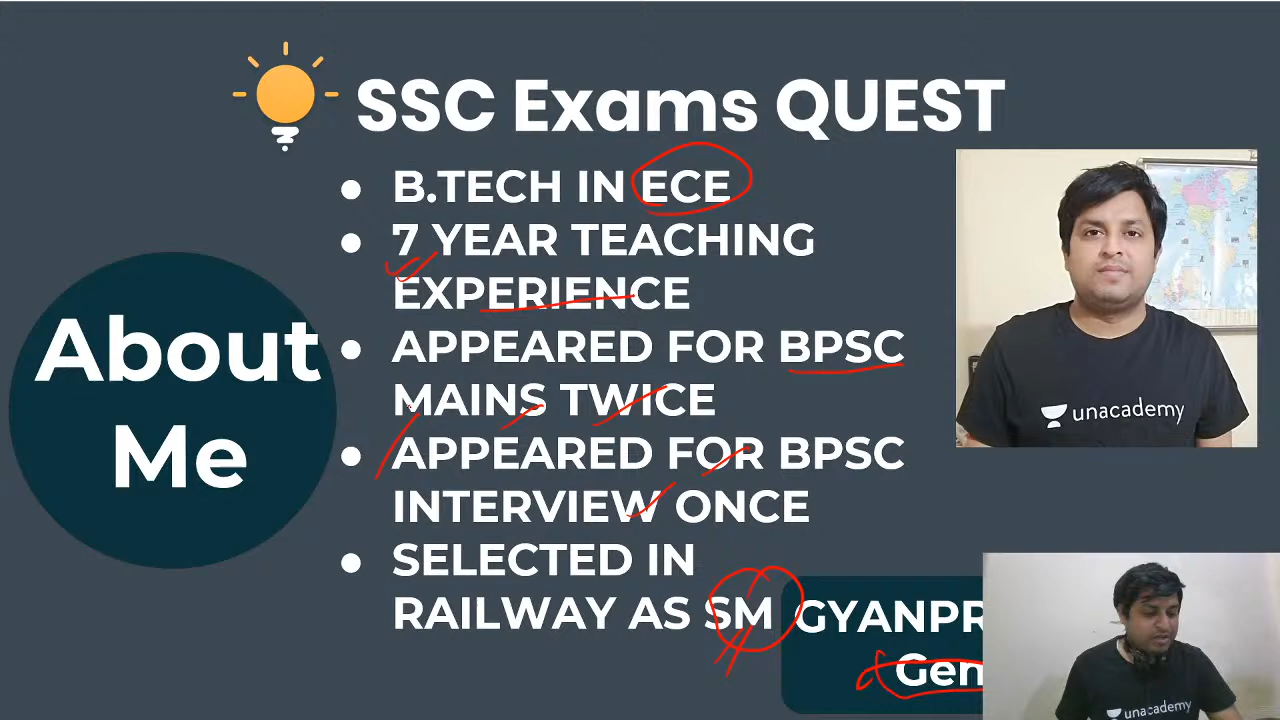 SSC Exams QUEST
About
Me
● B.TECH IN ECE
● 7 YEAR TEACHING
EXPERIENCE
● APPEARED FOR BPSC
MAINS TWICE
● APPEARED FOR BPSC
INTERVIEW ONCE
● SELECTED IN
RAILWAY AS SM
unacademy
GYANPR
Gen
unacademy